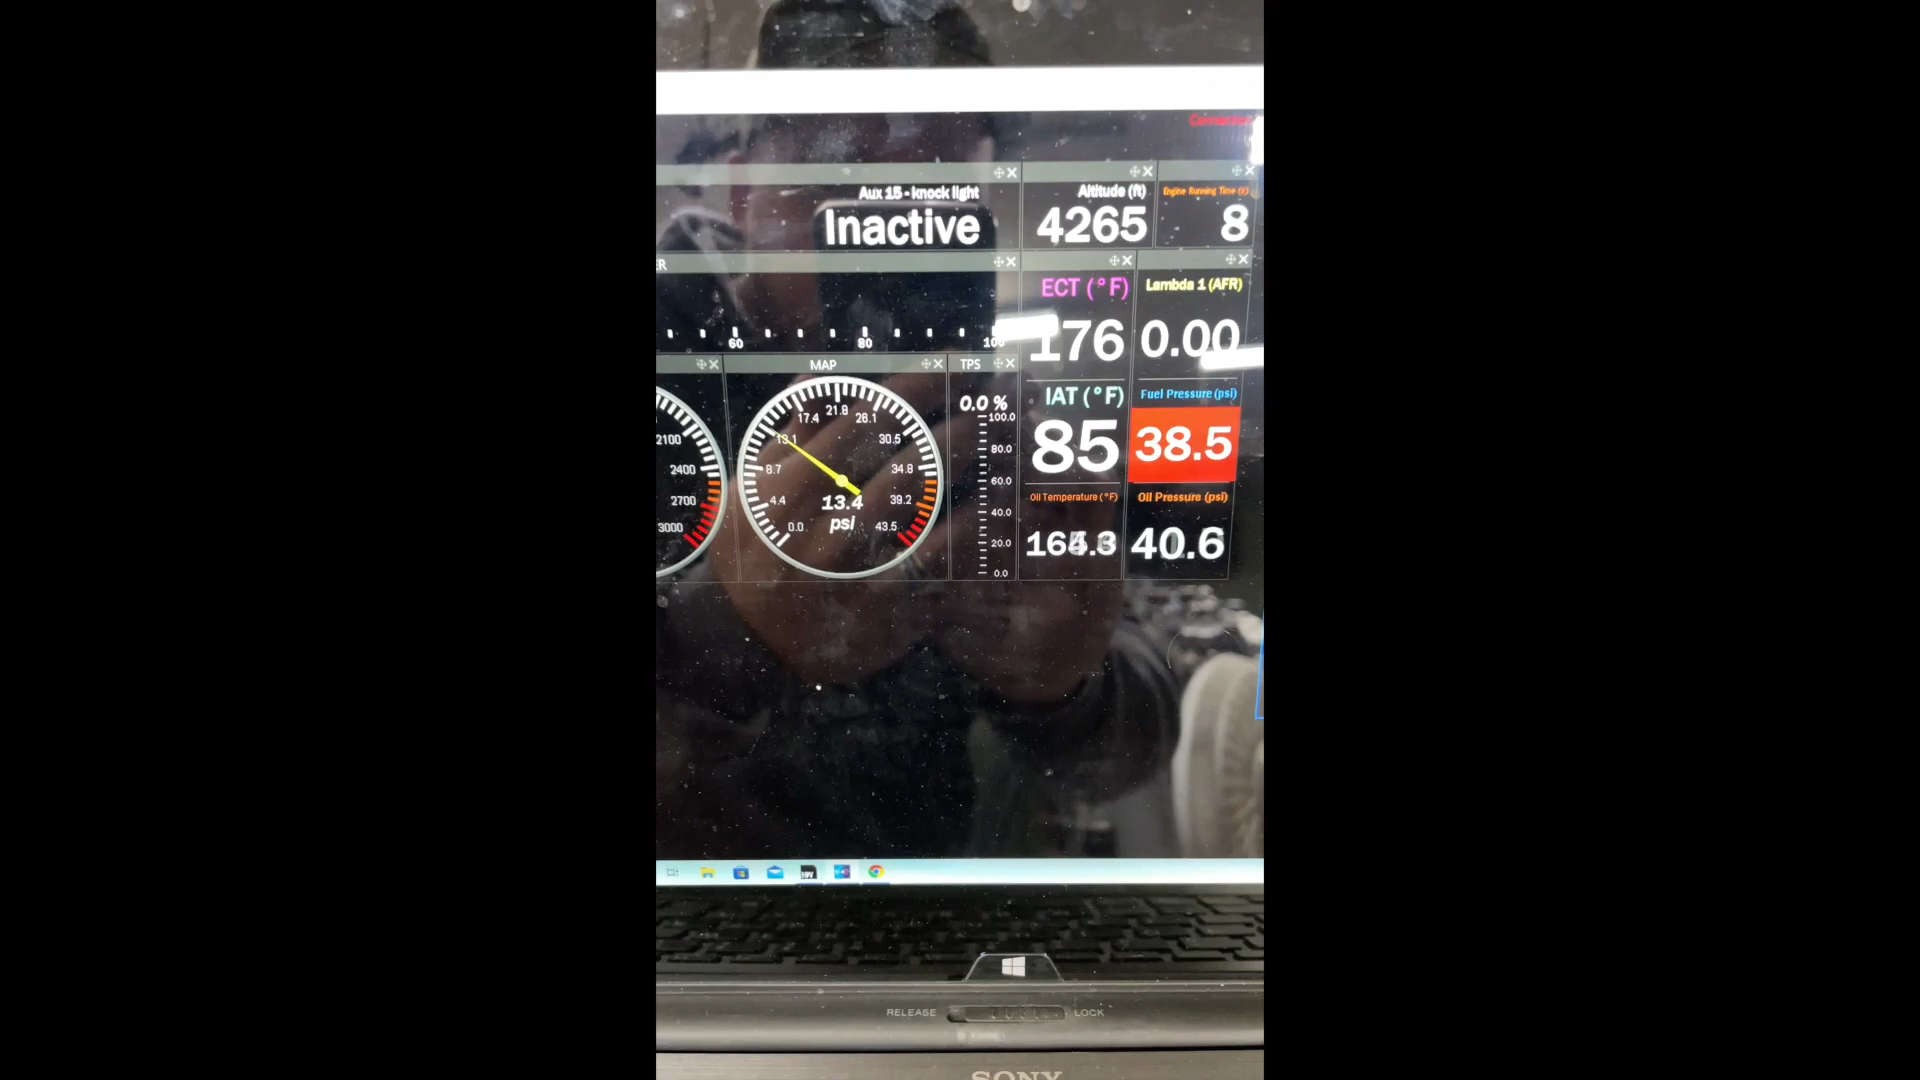 Aux 15 - knock light
Inactive
Altitude (ft)
4265
Engine Running Time (s)
8
R
60
80
100
ECT (°F)
176
Lambda 1 (AFR)
0.00
MAP
TPS
0.0 %
100.0
80.0
60.0
40.0
20.0
0.0
IAT (°F)
85
Fuel Pressure (psi)
38.5
2100
2400
2700
3000
0.0
4.4
8.7
13.1
17.4
21.8
26.1
30.5
34.8
39.2
43.5
13.4
psi
Oil Temperature (°F)
Oil Pressure (psi)
40.6
RELEASE
LOCK
SONY